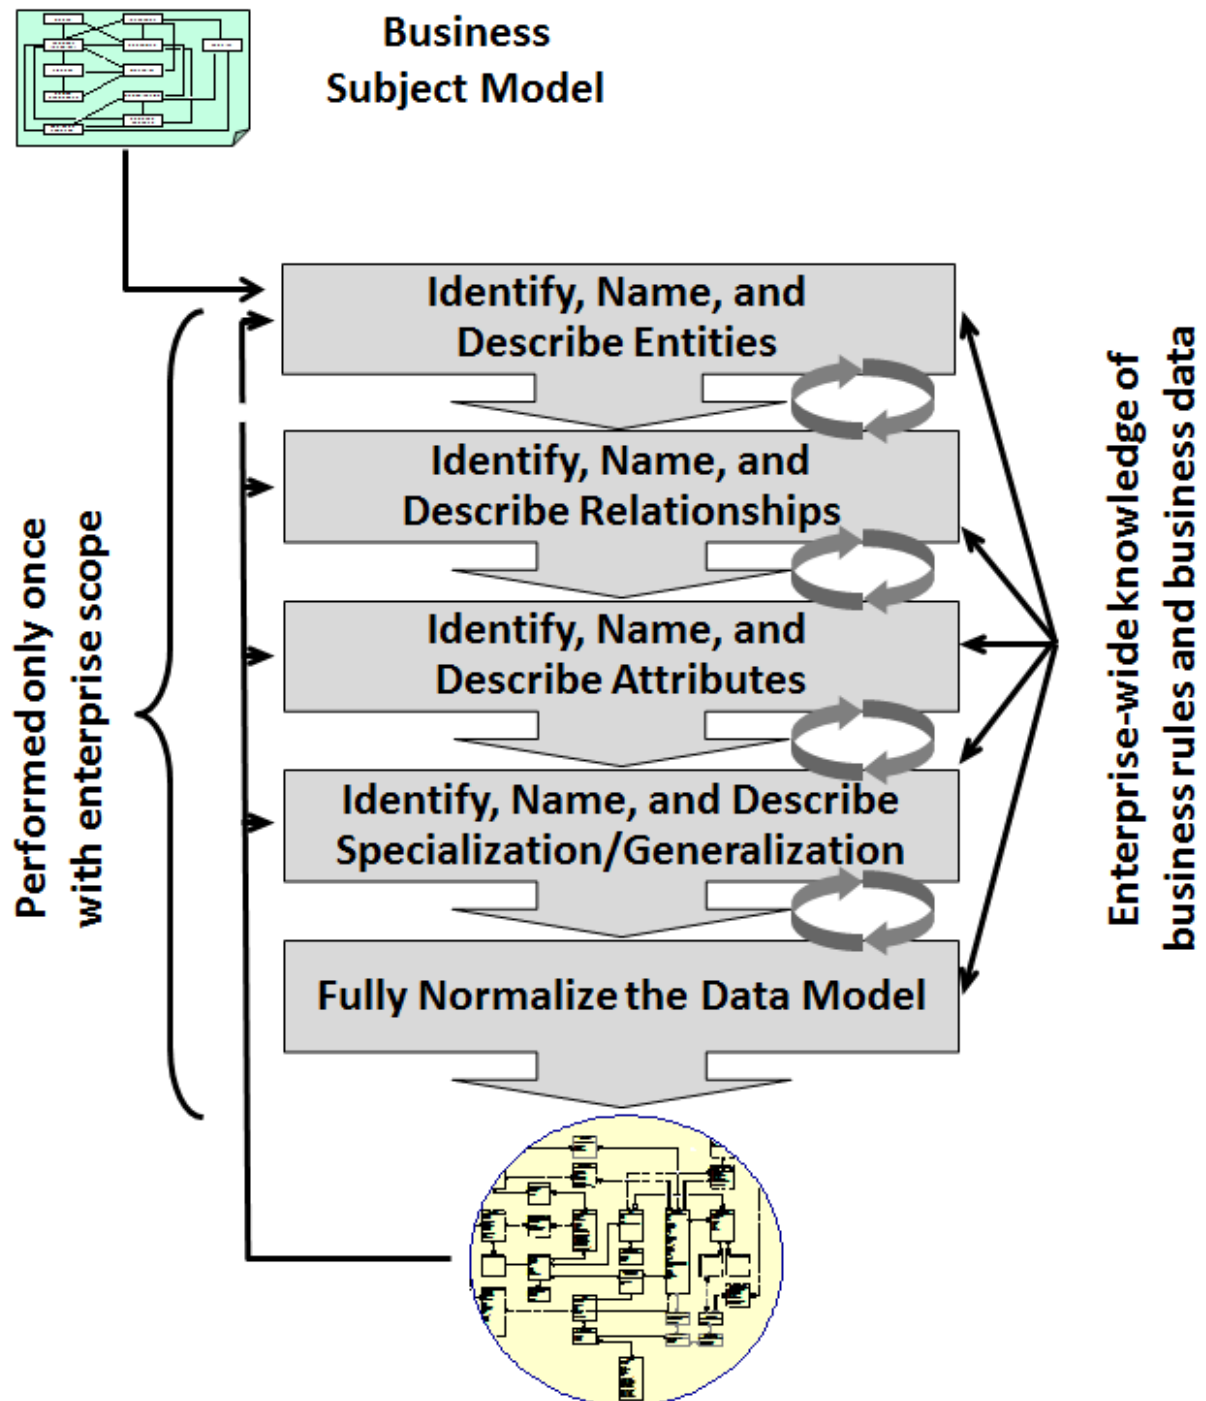 Business
Subject Model
Identify, Name, and
Describe Entities
Identify, Name, and
Describe Relationships
Identify, Name, and
Describe Attributes
Identify, Name, and Describe
Specialization/Generalization
Fully Normalize the Data Model
Performed only once
with enterprise scope
Enterprise-wide knowledge of
business rules and business data